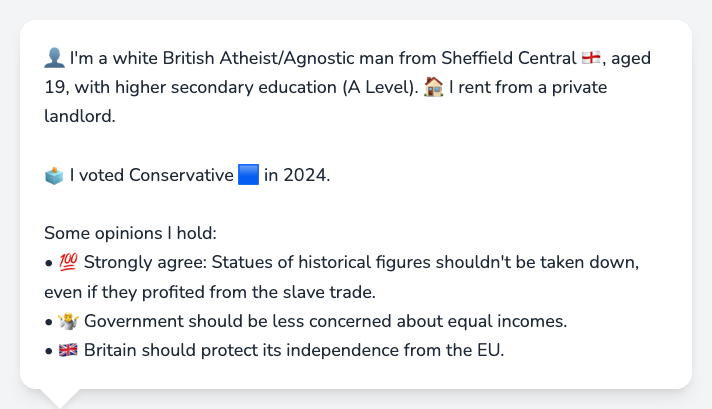 👤 I'm a white British Atheist/Agnostic man from Sheffield Central 🏴󠁧󠁢󠁥󠁮󠁧󠁿, aged
19, with higher secondary education (A Level). 🏠 I rent from a private
landlord.
🗳️ I voted Conservative 🟦 in 2024.
Some opinions I hold:
• 💯 Strongly agree: Statues of historical figures shouldn't be taken down,
even if they profited from the slave trade.
• 🤷‍♂️ Government should be less concerned about equal incomes.
• 🇬🇧 Britain should protect its independence from the EU.